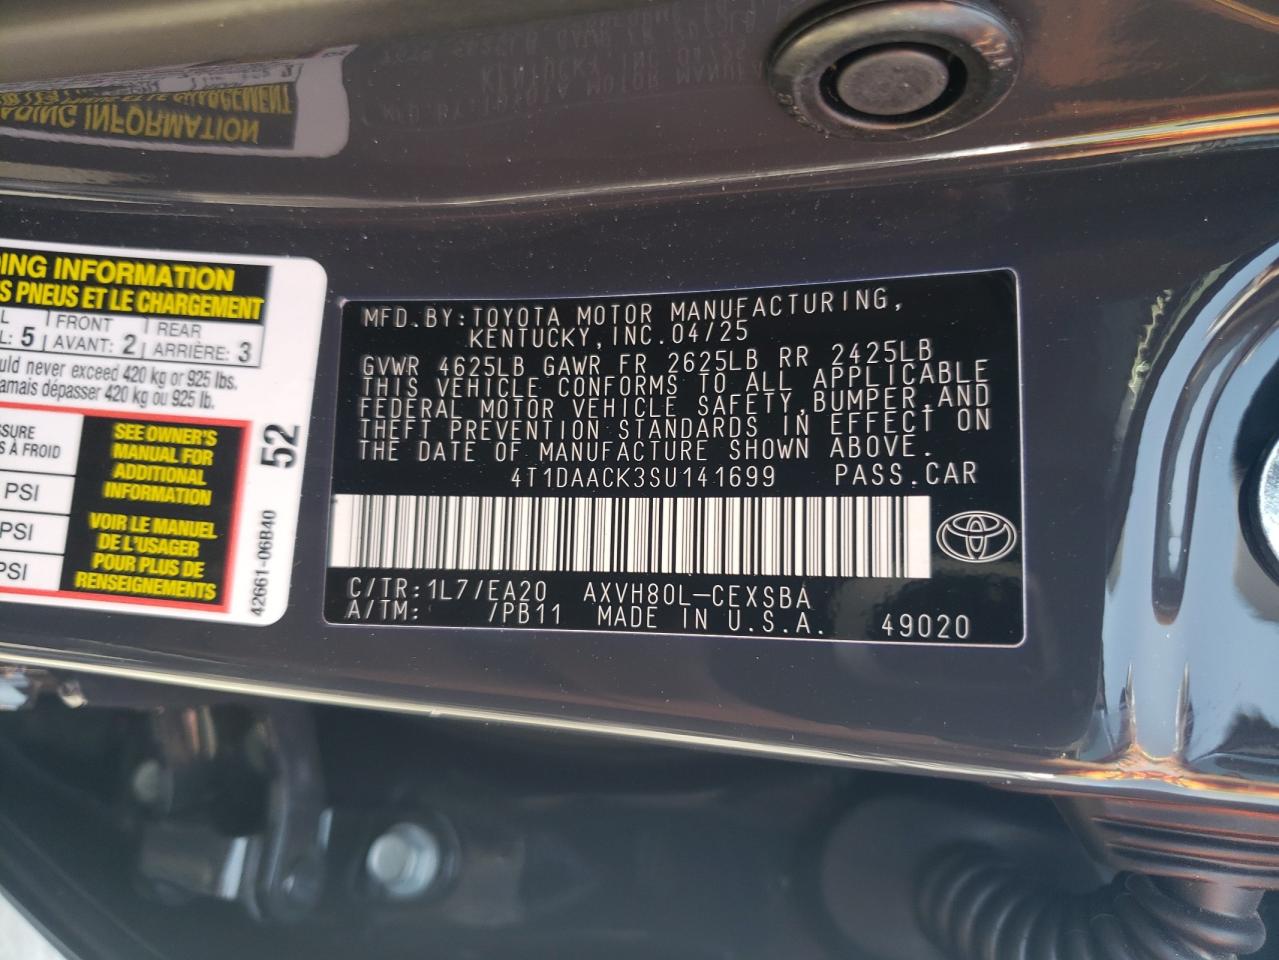 DING INFORMATION
S PNEUS ET LE CHARGEMENT
L FRONT REAR
L: 5 AVANT: 2 ARRIÈRE: 3
ould never exceed 420 kg or 925 lbs.
jamais dépasser 420 kg ou 925 lb.
SSURE
S À FROID
PSI
PSI
PSI
SEE OWNER'S
MANUAL FOR
ADDITIONAL
INFORMATION
VOIR LE MANUEL
DE L'USAGER
POUR PLUS DE
RENSEIGNEMENTS
52
42661-06B40
MFD.BY:TOYOTA MOTOR MANUFACTURING,
KENTUCKY,INC.04/25
GVWR 4625LB GAWR FR 2625LB RR 2425LB
THIS VEHICLE CONFORMS TO ALL APPLICABLE
FEDERAL MOTOR VEHICLE SAFETY,BUMPER,AND
THEFT PREVENTION STANDARDS IN EFFECT ON
THE DATE OF MANUFACTURE SHOWN ABOVE.
4T1DAACK3SU141699 PASS.CAR
C/TR:1L7/EA20 AXVH80L-CEXSBA
A/TM: /PB11 MADE IN U.S.A. 49020